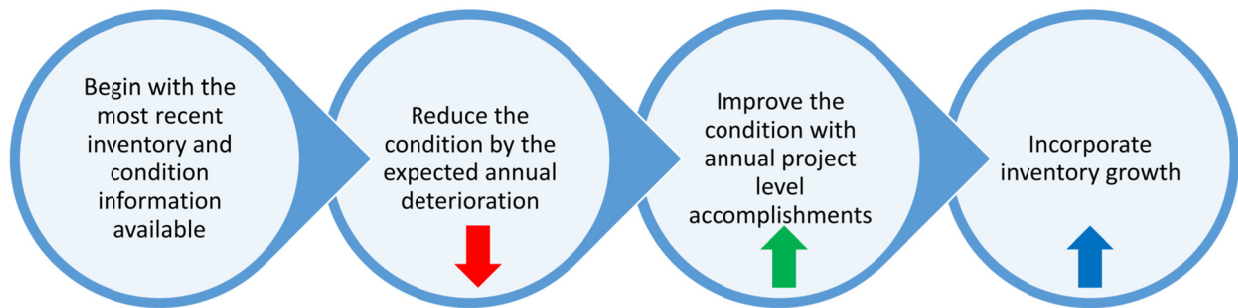 Begin with the
most recent
inventory and
condition
information
available
Reduce the
condition by the
expected annual
deterioration
Improve the
condition with
annual project
level
accomplishments
Incorporate
inventory growth